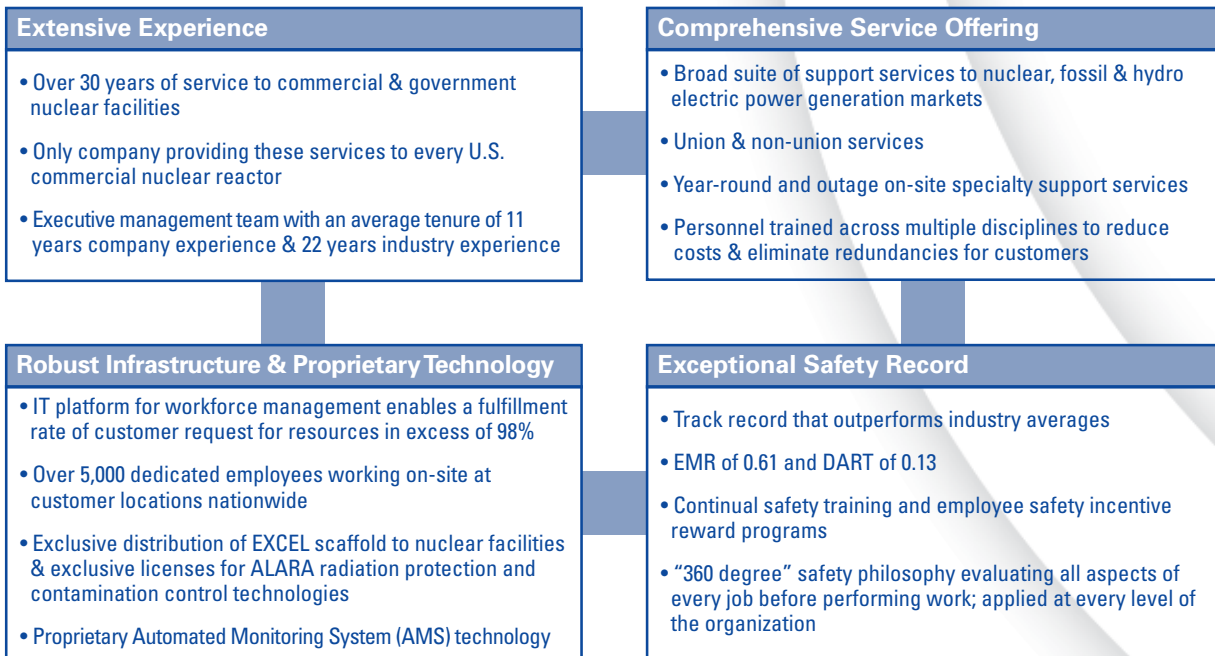 Extensive Experience
• Over 30 years of service to commercial & government
nuclear facilities
• Only company providing these services to every U.S.
commercial nuclear reactor
• Executive management team with an average tenure of 11
years company experience & 22 years industry experience
Comprehensive Service Offering
• Broad suite of support services to nuclear, fossil & hydro
electric power generation markets
• Union & non-union services
• Year-round and outage on-site specialty support services
• Personnel trained across multiple disciplines to reduce
costs & eliminate redundancies for customers
Robust Infrastructure & Proprietary Technology
• IT platform for workforce management enables a fulfillment
rate of customer request for resources in excess of 98%
• Over 5,000 dedicated employees working on-site at
customer locations nationwide
• Exclusive distribution of EXCEL scaffold to nuclear facilities
& exclusive licenses for ALARA radiation protection and
contamination control technologies
• Proprietary Automated Monitoring System (AMS) technology
Exceptional Safety Record
• Track record that outperforms industry averages
• EMR of 0.61 and DART of 0.13
• Continual safety training and employee safety incentive
reward programs
• “360 degree” safety philosophy evaluating all aspects of
every job before performing work; applied at every level of
the organization